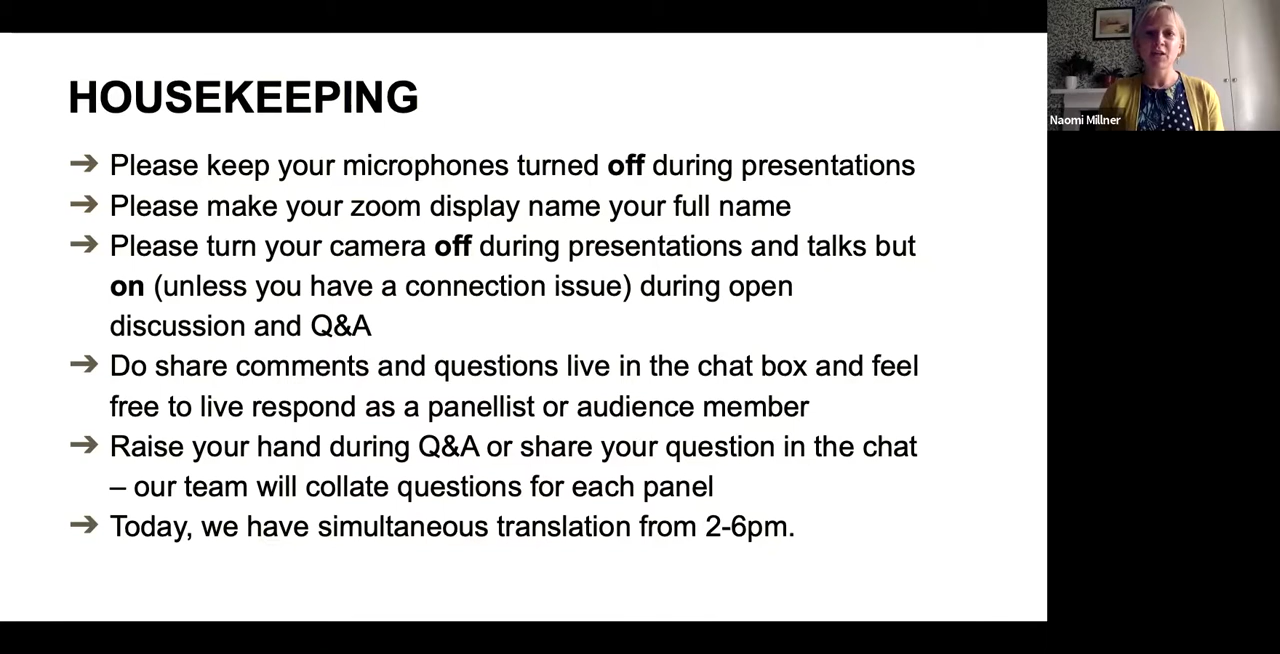 HOUSEKEEPING
➔ Please keep your microphones turned off during presentations
➔ Please make your zoom display name your full name
➔ Please turn your camera off during presentations and talks but
on (unless you have a connection issue) during open
discussion and Q&A
➔ Do share comments and questions live in the chat box and feel
free to live respond as a panellist or audience member
➔ Raise your hand during Q&A or share your question in the chat
– our team will collate questions for each panel
➔ Today, we have simultaneous translation from 2-6pm.
Naomi Millner